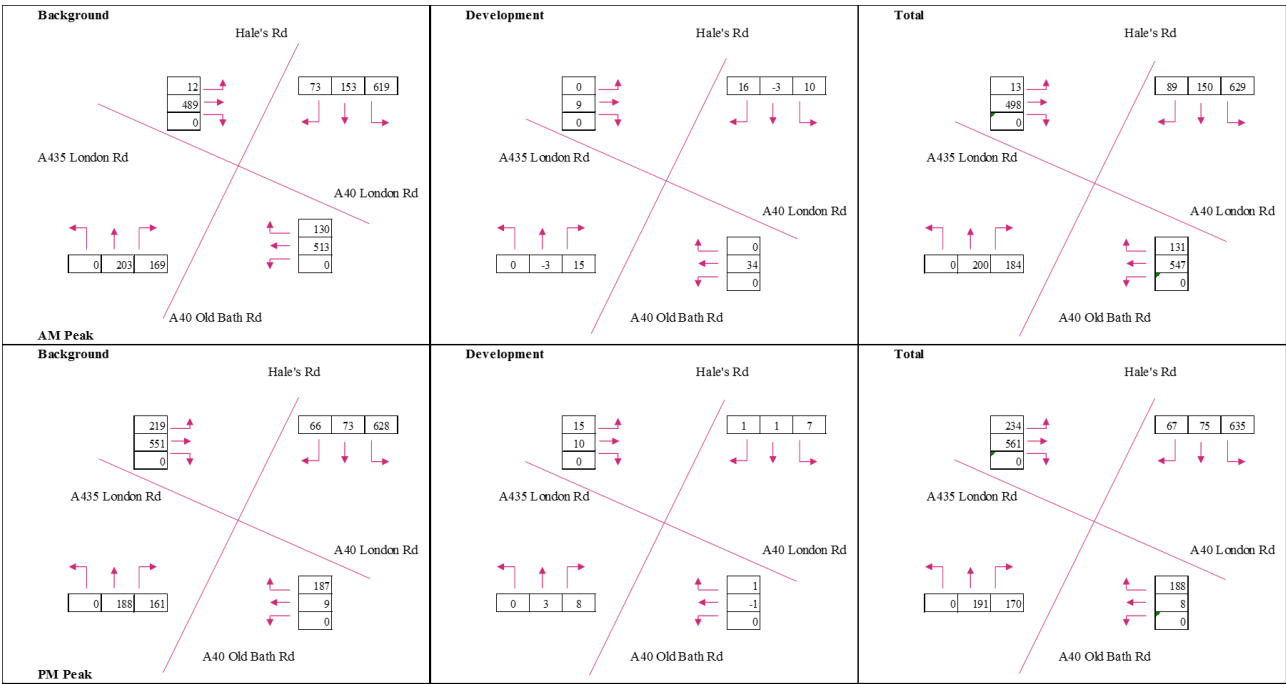 Background
Hale's Rd
12
489
0
73 153 619
A435 London Rd
A40 London Rd
130
513
0
0 203 169
A40 Old Bath Rd
AM Peak
Development
Hale's Rd
0
9
0
16 -3 10
A435 London Rd
A40 London Rd
0
34
0
0 -3 15
A40 Old Bath Rd
Total
Hale's Rd
13
498
0
89 150 629
A435 London Rd
A40 London Rd
131
547
0
0 200 184
A40 Old Bath Rd
Background
Hale's Rd
219
551
0
66 73 628
A435 London Rd
A40 London Rd
187
9
0
0 188 161
A40 Old Bath Rd
PM Peak
Development
Hale's Rd
15
10
0
1 1 7
A435 London Rd
A40 London Rd
1
-1
0
0 3 8
A40 Old Bath Rd
Total
Hale's Rd
234
561
0
67 75 635
A435 London Rd
A40 London Rd
188
8
0
0 191 170
A40 Old Bath Rd